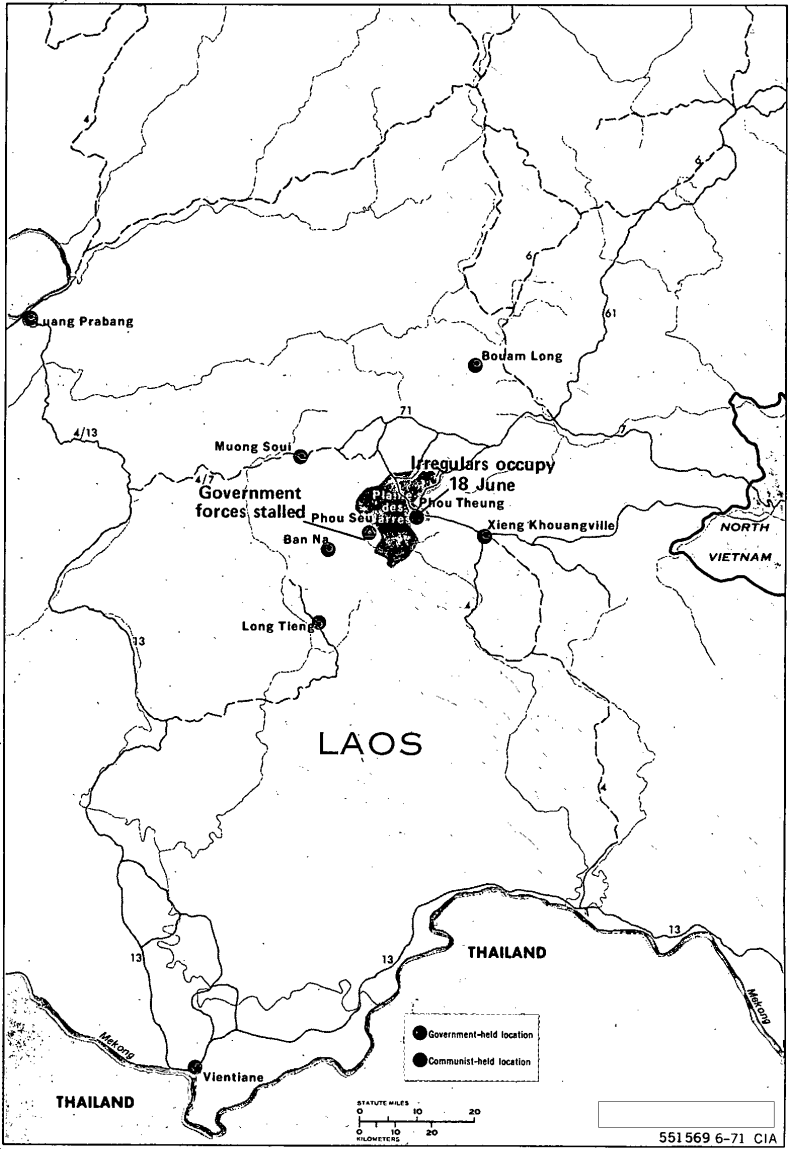 4
6
6
61
Luang Prabang
Bouam Long
71
7
4/13
Muong Soui
Irregulars occupy
18 June
4/7
Government
forces stalled
Plain
des
Jarres
Phou Theung
Phou Seu
Xieng Khouangville
NORTH
VIETNAM
Ban Na
4
Long Tieng
13
LAOS
4
13
13
13
THAILAND
Mekong
Mekong
Government-held location
Communist-held location
Vientiane
THAILAND
STATUTE MILES
0 10 20
0 10 20
KILOMETERS
551569 6-71 CIA